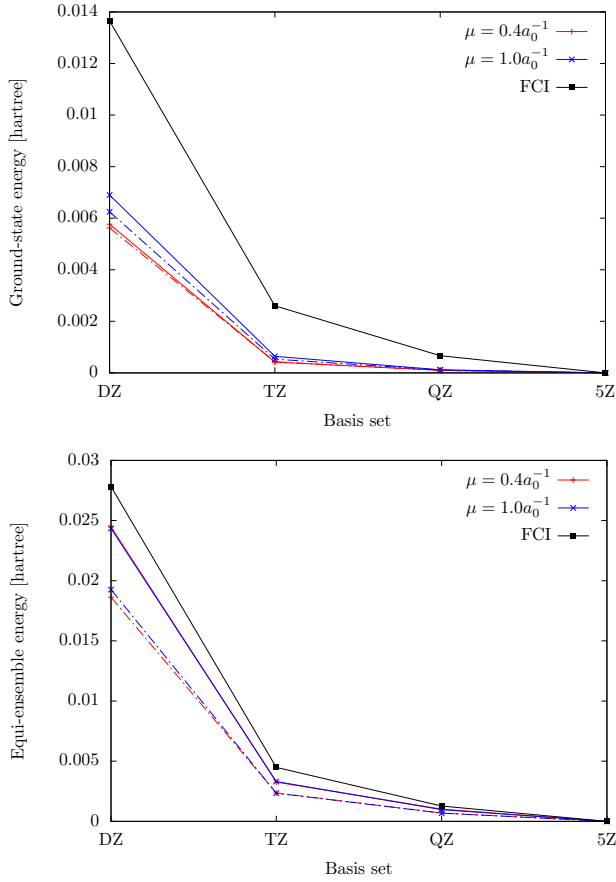 0.014
0.012
0.01
0.008
0.006
0.004
0.002
0
Ground-state energy [hartree]
μ = 0.4a₀⁻¹
μ = 1.0a₀⁻¹
FCI
DZ TZ QZ 5Z
Basis set
0.03
0.025
0.02
0.015
0.01
0.005
0
Equi-ensemble energy [hartree]
μ = 0.4a₀⁻¹
μ = 1.0a₀⁻¹
FCI
DZ TZ QZ 5Z
Basis set